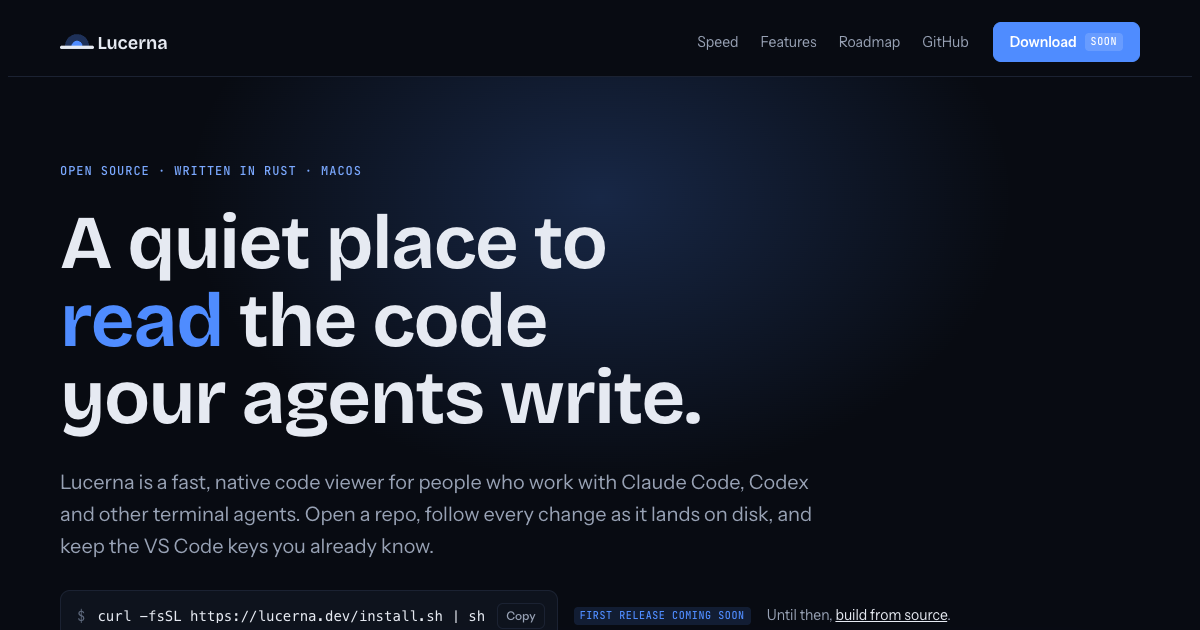 Lucerna
Speed Features Roadmap GitHub Download SOON
OPEN SOURCE · WRITTEN IN RUST · MACOS
A quiet place to
read the code
your agents write.
Lucerna is a fast, native code viewer for people who work with Claude Code, Codex
and other terminal agents. Open a repo, follow every change as it lands on disk, and
keep the VS Code keys you already know.
$ curl -fsSL https://lucerna.dev/install.sh | sh Copy FIRST RELEASE COMING SOON Until then, build from source.